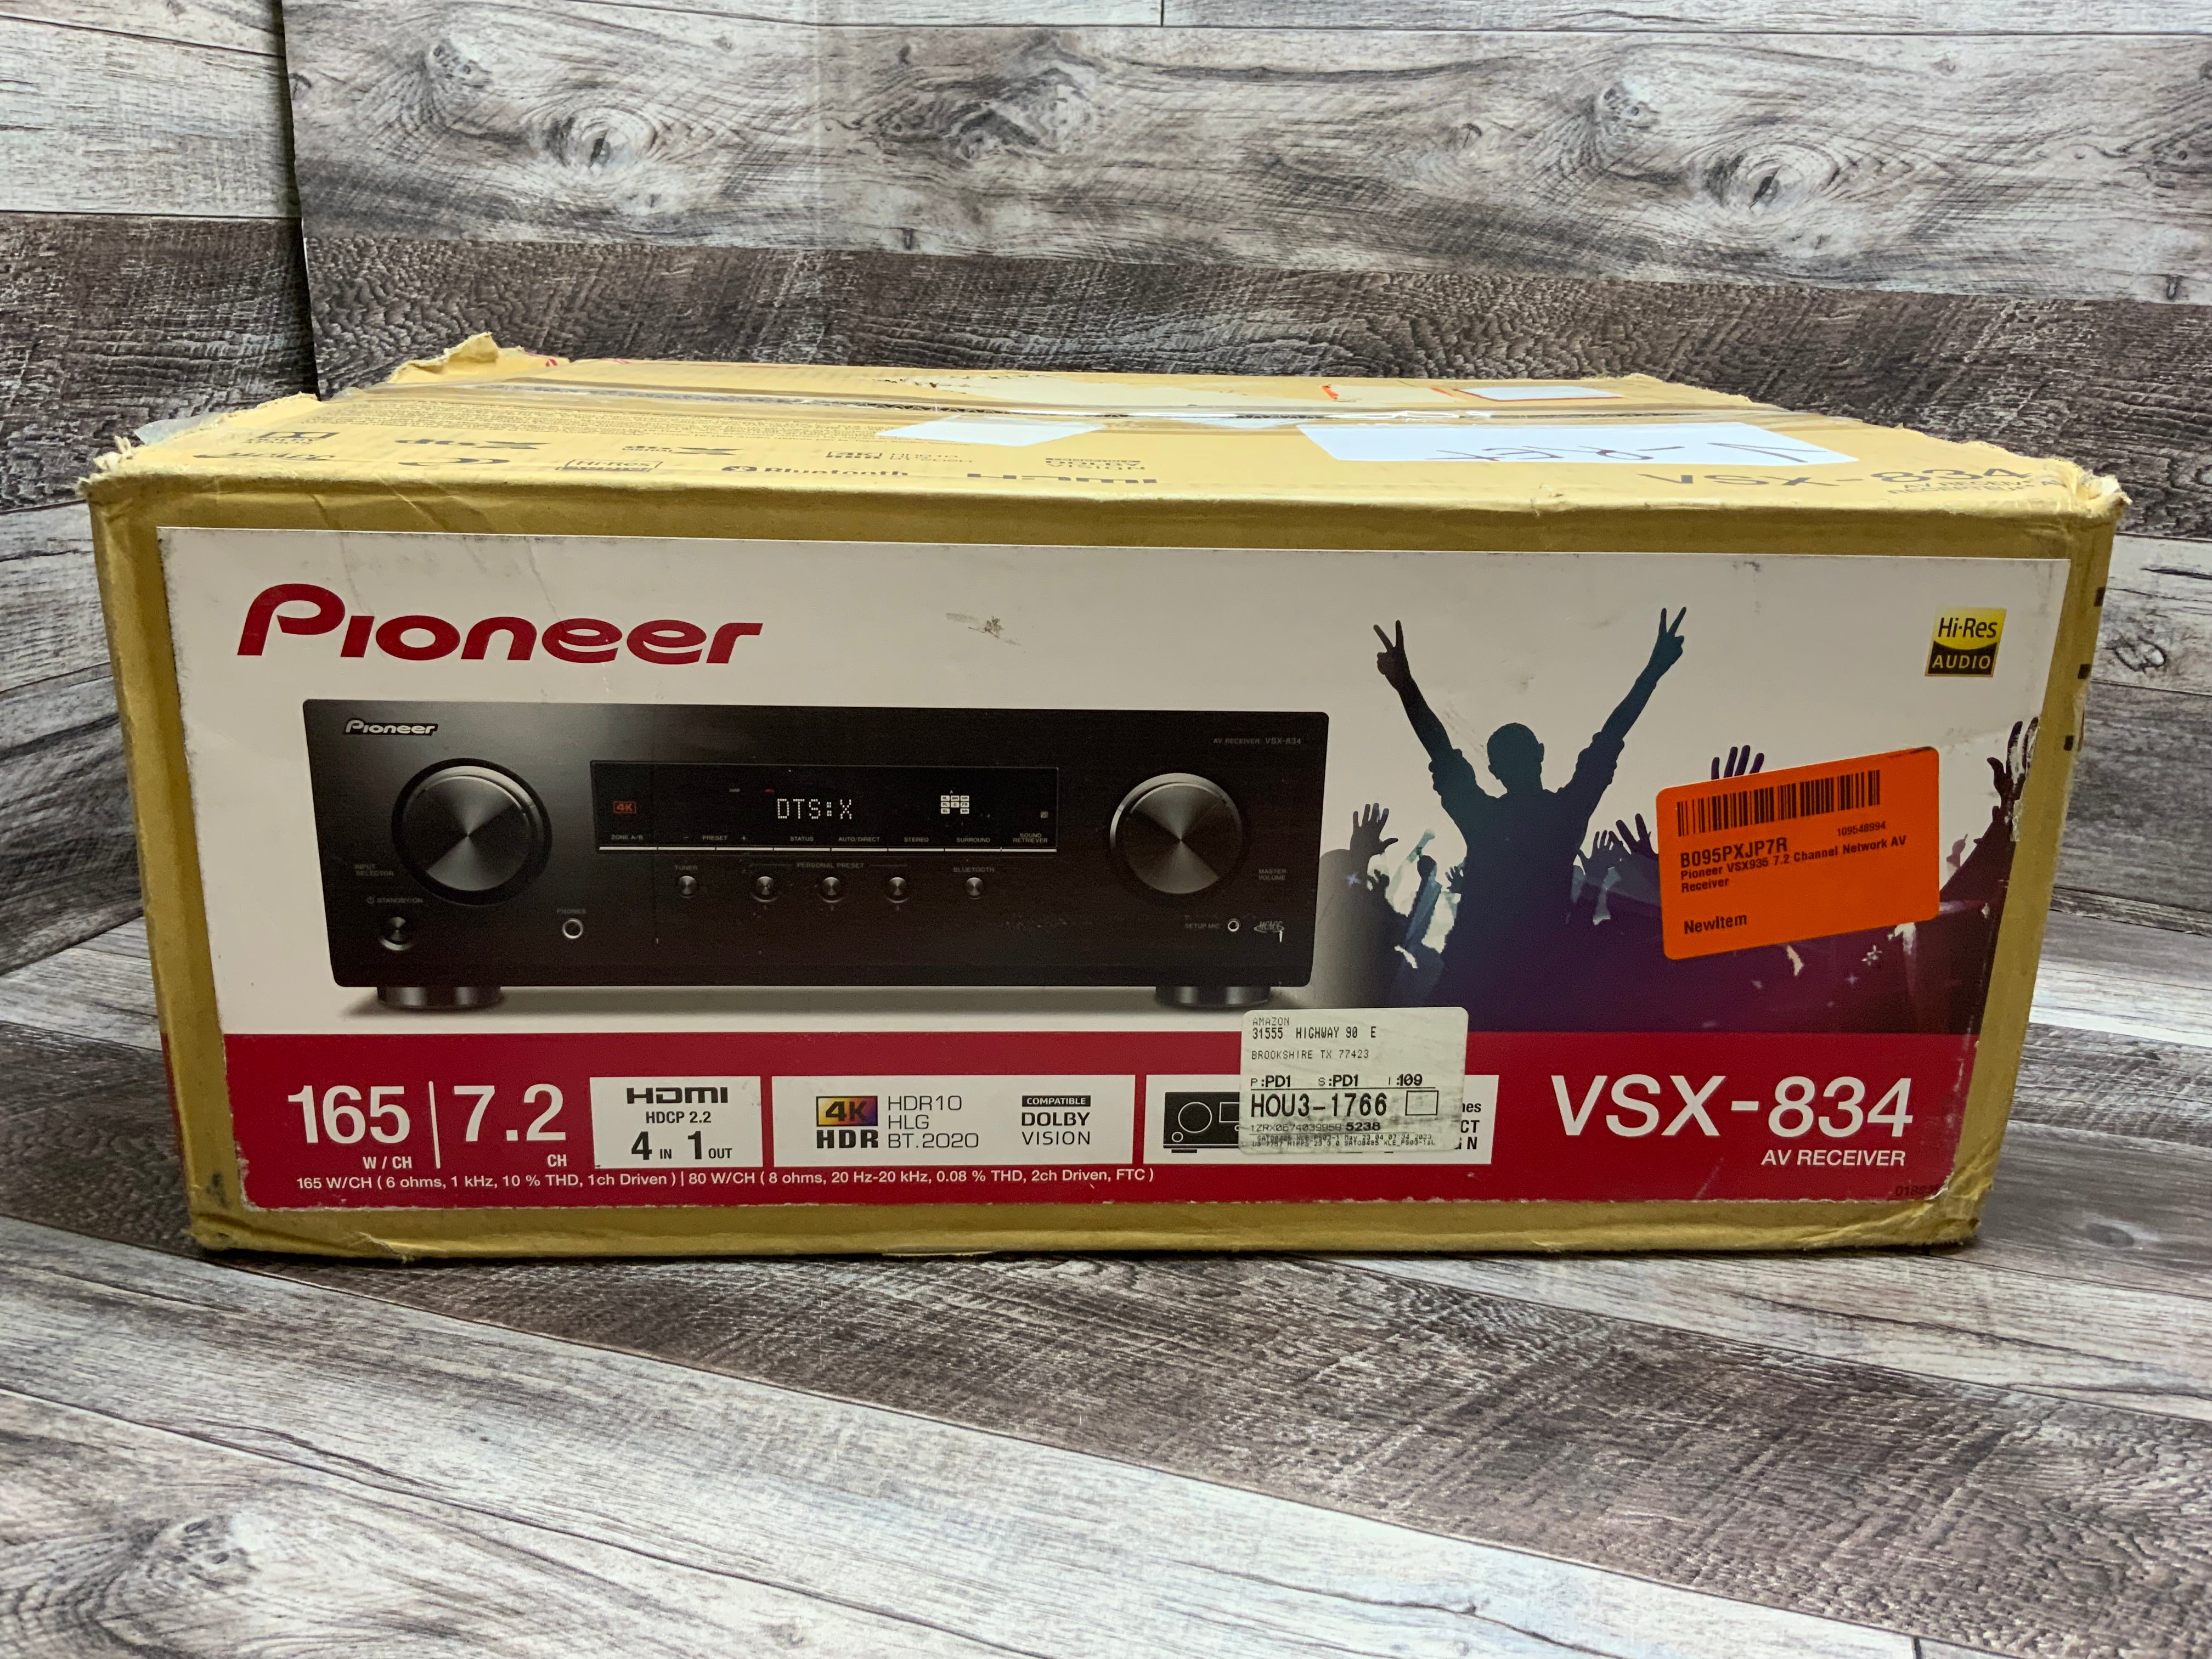 V-RET
VSX-834
Bluetooth
HDMI
Pioneer
Hi-Res
AUDIO
Pioneer
AV RECEIVER VSX-834
4K
DTS:X
ZONE A/B
- PRESET +
STATUS
AUTO/DIRECT
STEREO
SURROUND
SOUND
RETRIEVER
INPUT
SELECTOR
TUNER
PERSONAL PRESET
BLUETOOTH
MASTER
VOLUME
STANDBY/ON
PHONES
SETUP MIC
109548994
B095PXJP7R
Pioneer VSX935 7.2 Channel Network AV
Receiver
NewItem
AMAZON
31555 HIGHWAY 90 E
BROOKSHIRE TX 77423
P:PD1 S:PD1 I:109
HOU3-1766
5238
165 W/CH
7.2 CH
HDMI
HDCP 2.2
4 IN 1 OUT
4K
HDR
HDR10
HLG
BT.2020
COMPATIBLE
DOLBY
VISION
VSX-834
AV RECEIVER
165 W/CH ( 6 ohms, 1 kHz, 10 % THD, 1ch Driven ) | 80 W/CH ( 8 ohms, 20 Hz-20 kHz, 0.08 % THD, 2ch Driven, FTC )